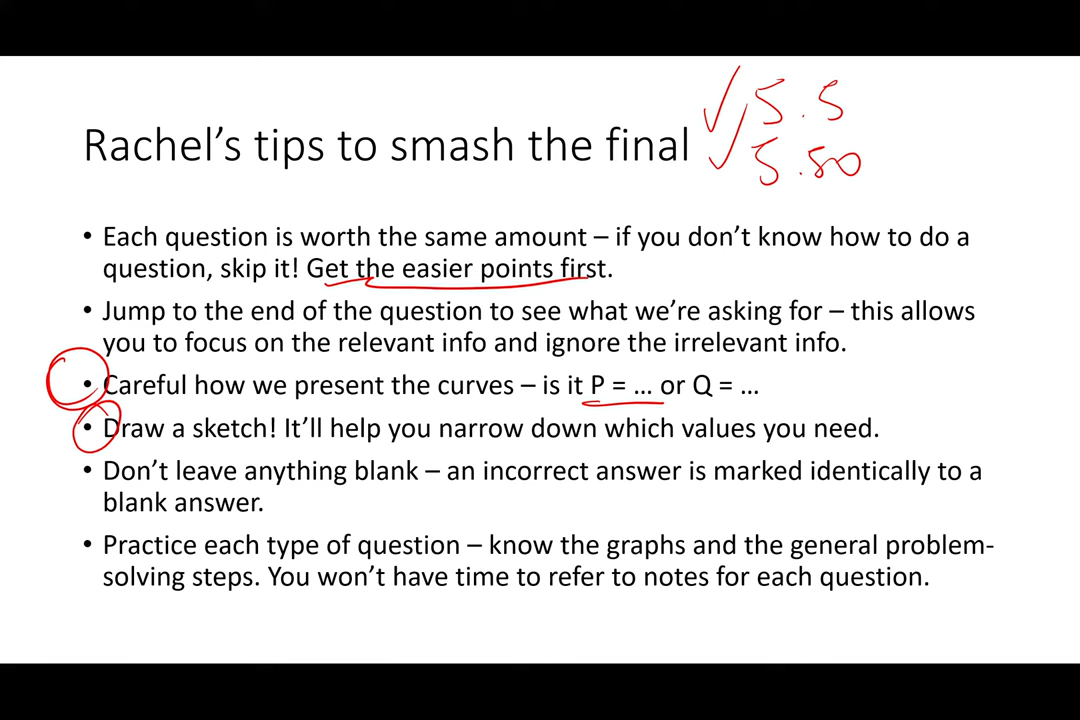 ✓ 5.5
Rachel’s tips to smash the final ✓ 5.50
• Each question is worth the same amount – if you don’t know how to do a
question, skip it! Get the easier points first.
• Jump to the end of the question to see what we’re asking for – this allows
you to focus on the relevant info and ignore the irrelevant info.
• Careful how we present the curves – is it P = … or Q = …
• Draw a sketch! It’ll help you narrow down which values you need.
• Don’t leave anything blank – an incorrect answer is marked identically to a
blank answer.
• Practice each type of question – know the graphs and the general problem-
solving steps. You won’t have time to refer to notes for each question.